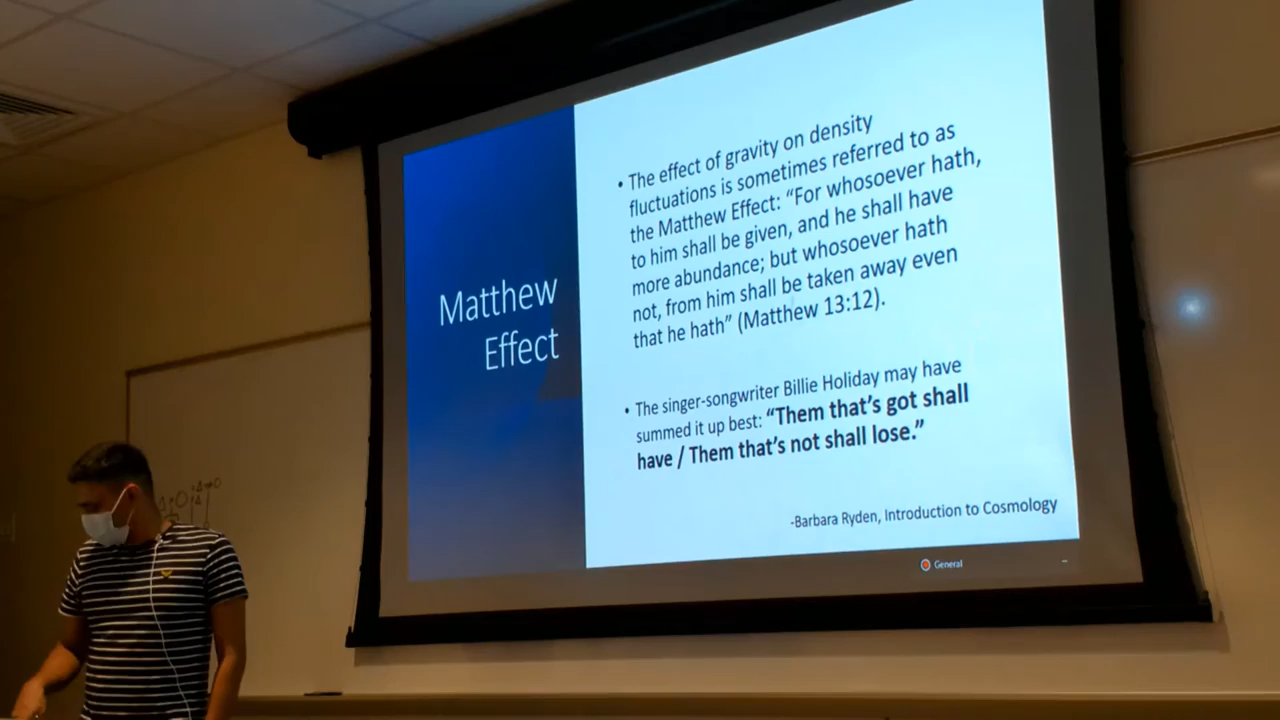 Matthew
Effect
• The effect of gravity on density
fluctuations is sometimes referred to as
the Matthew Effect: “For whosoever hath,
to him shall be given, and he shall have
more abundance; but whosoever hath
not, from him shall be taken away even
that he hath” (Matthew 13:12).
• The singer-songwriter Billie Holiday may have
summed it up best: “Them that’s got shall
have / Them that’s not shall lose.”
-Barbara Ryden, Introduction to Cosmology
General